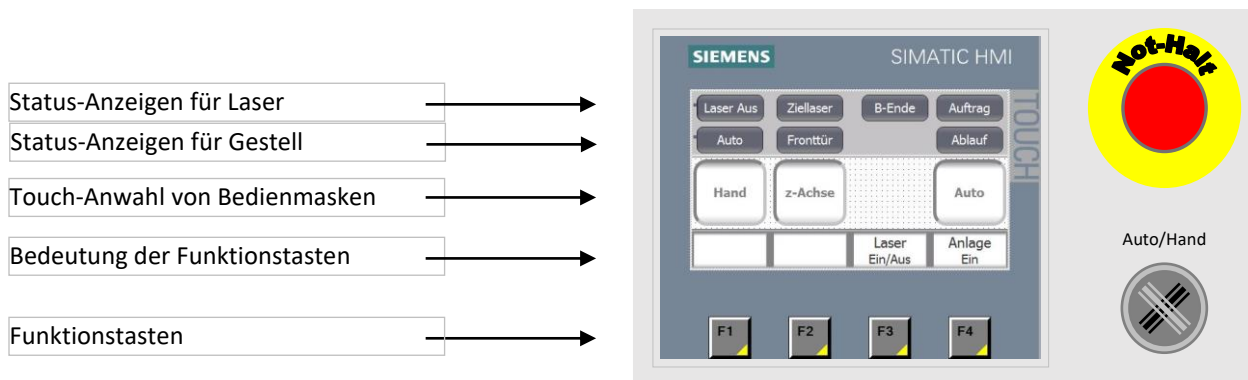 SIEMENS SIMATIC HMI
Not-Halt
TOUCH
Status-Anzeigen für Laser
Laser Aus Ziellaser B-Ende Auftrag
Status-Anzeigen für Gestell
Auto Fronttür Ablauf
Touch-Anwahl von Bedienmasken
Hand z-Achse Auto
Bedeutung der Funktionstasten
Laser Ein/Aus
Anlage Ein
Auto/Hand
Funktionstasten
F1 F2 F3 F4